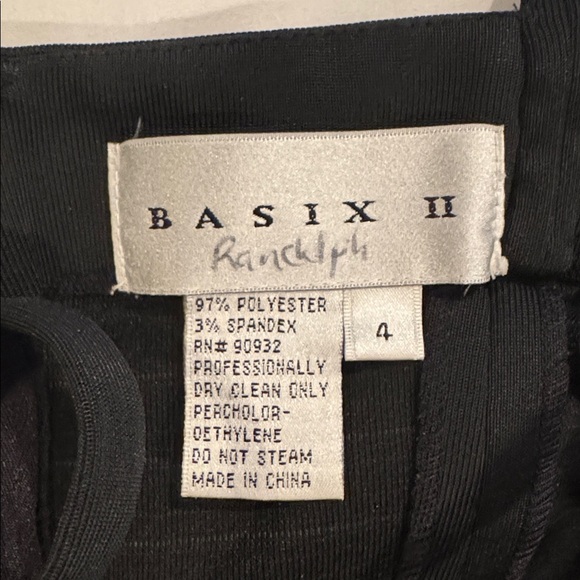 BASIX II
Randolph
97% POLYESTER
3% SPANDEX
RN# 90932
PROFESSIONALLY
DRY CLEAN ONLY
PERCHOLOR-
OETHYLENE
DO NOT STEAM
MADE IN CHINA
4